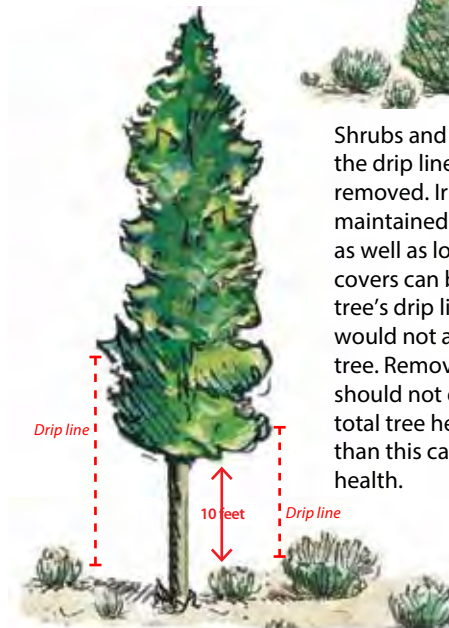 Shrubs and
the drip line
removed. Ir
maintained
as well as lo
covers can b
tree's drip li
would not a
tree. Remov
should not
total tree he
than this ca
health.
Drip line
10 feet
Drip line